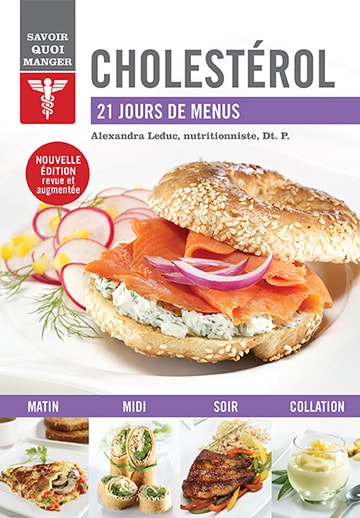 SAVOIR
QUOI
MANGER
CHOLESTÉROL
21 JOURS DE MENUS
Alexandra Leduc, nutritionniste, Dt. P.
NOUVELLE
ÉDITION
revue et
augmentée
MATIN
MIDI
SOIR
COLLATION